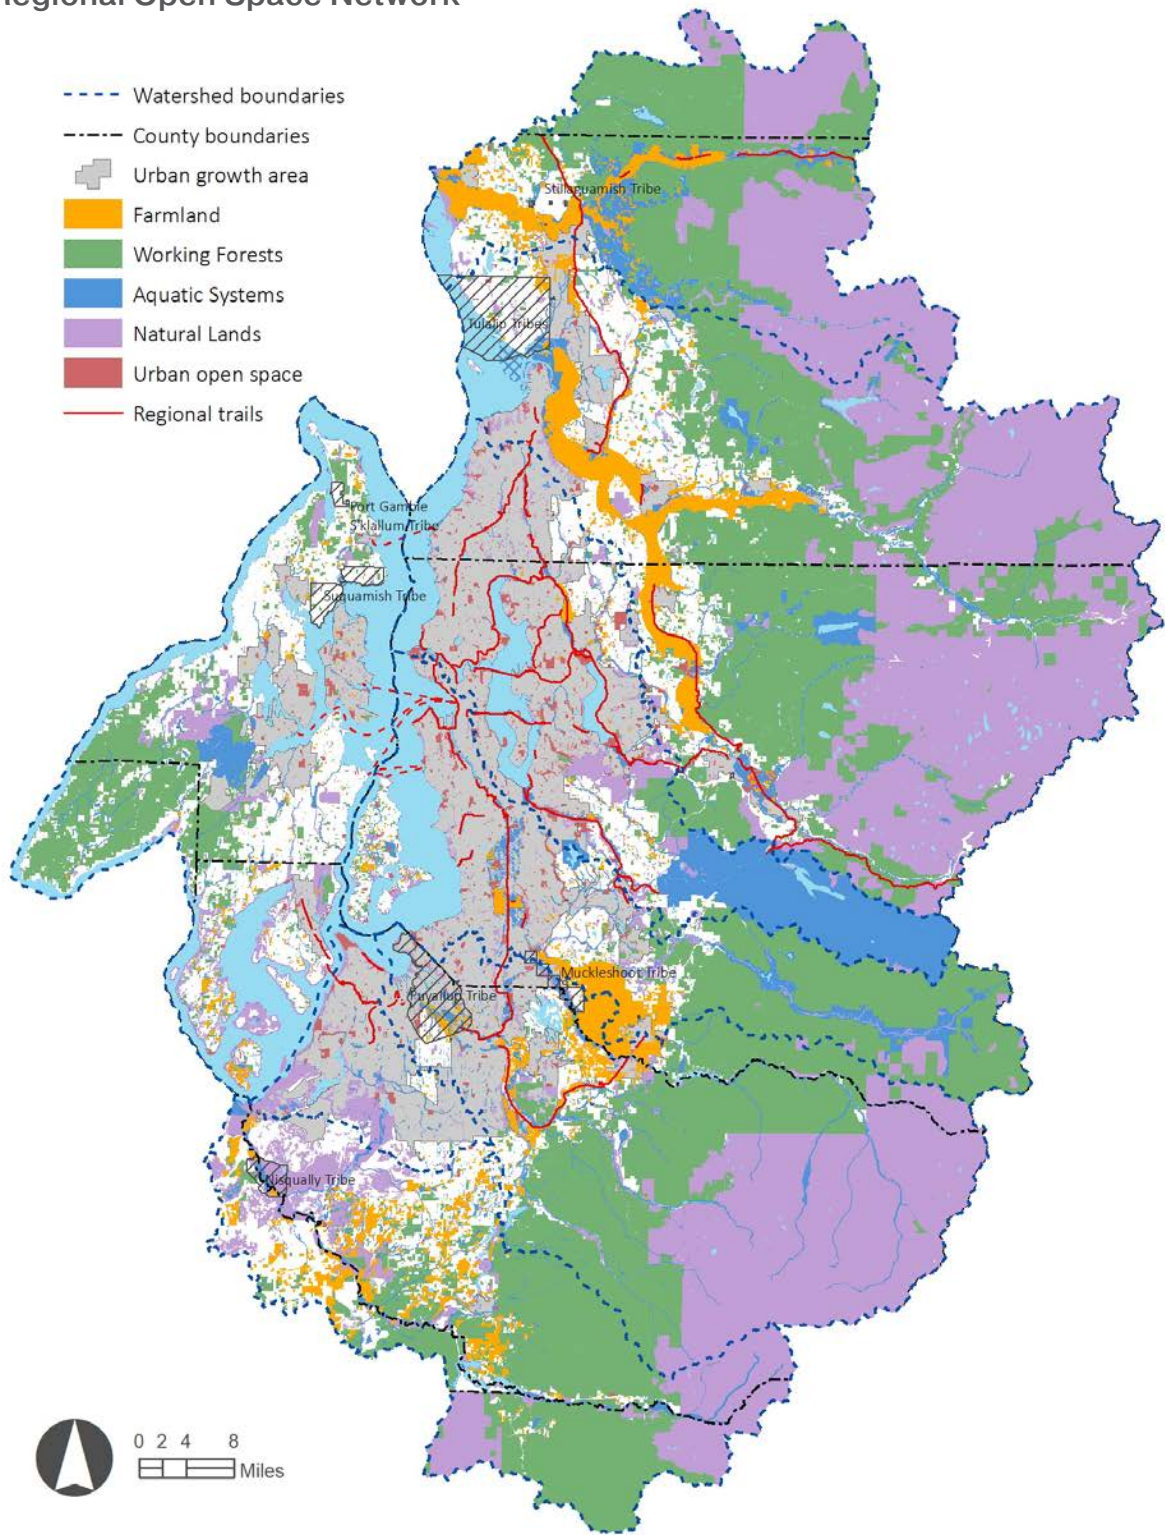 Regional Open Space Network
Watershed boundaries
County boundaries
Urban growth area
Farmland
Working Forests
Aquatic Systems
Natural Lands
Urban open space
Regional trails
Stillaguamish Tribe
Tulalip Tribes
Port Gamble
S'klallum Tribe
Suquamish Tribe
Muckleshoot Tribe
Puyallup Tribe
Nisqually Tribe
0 2 4 8
Miles